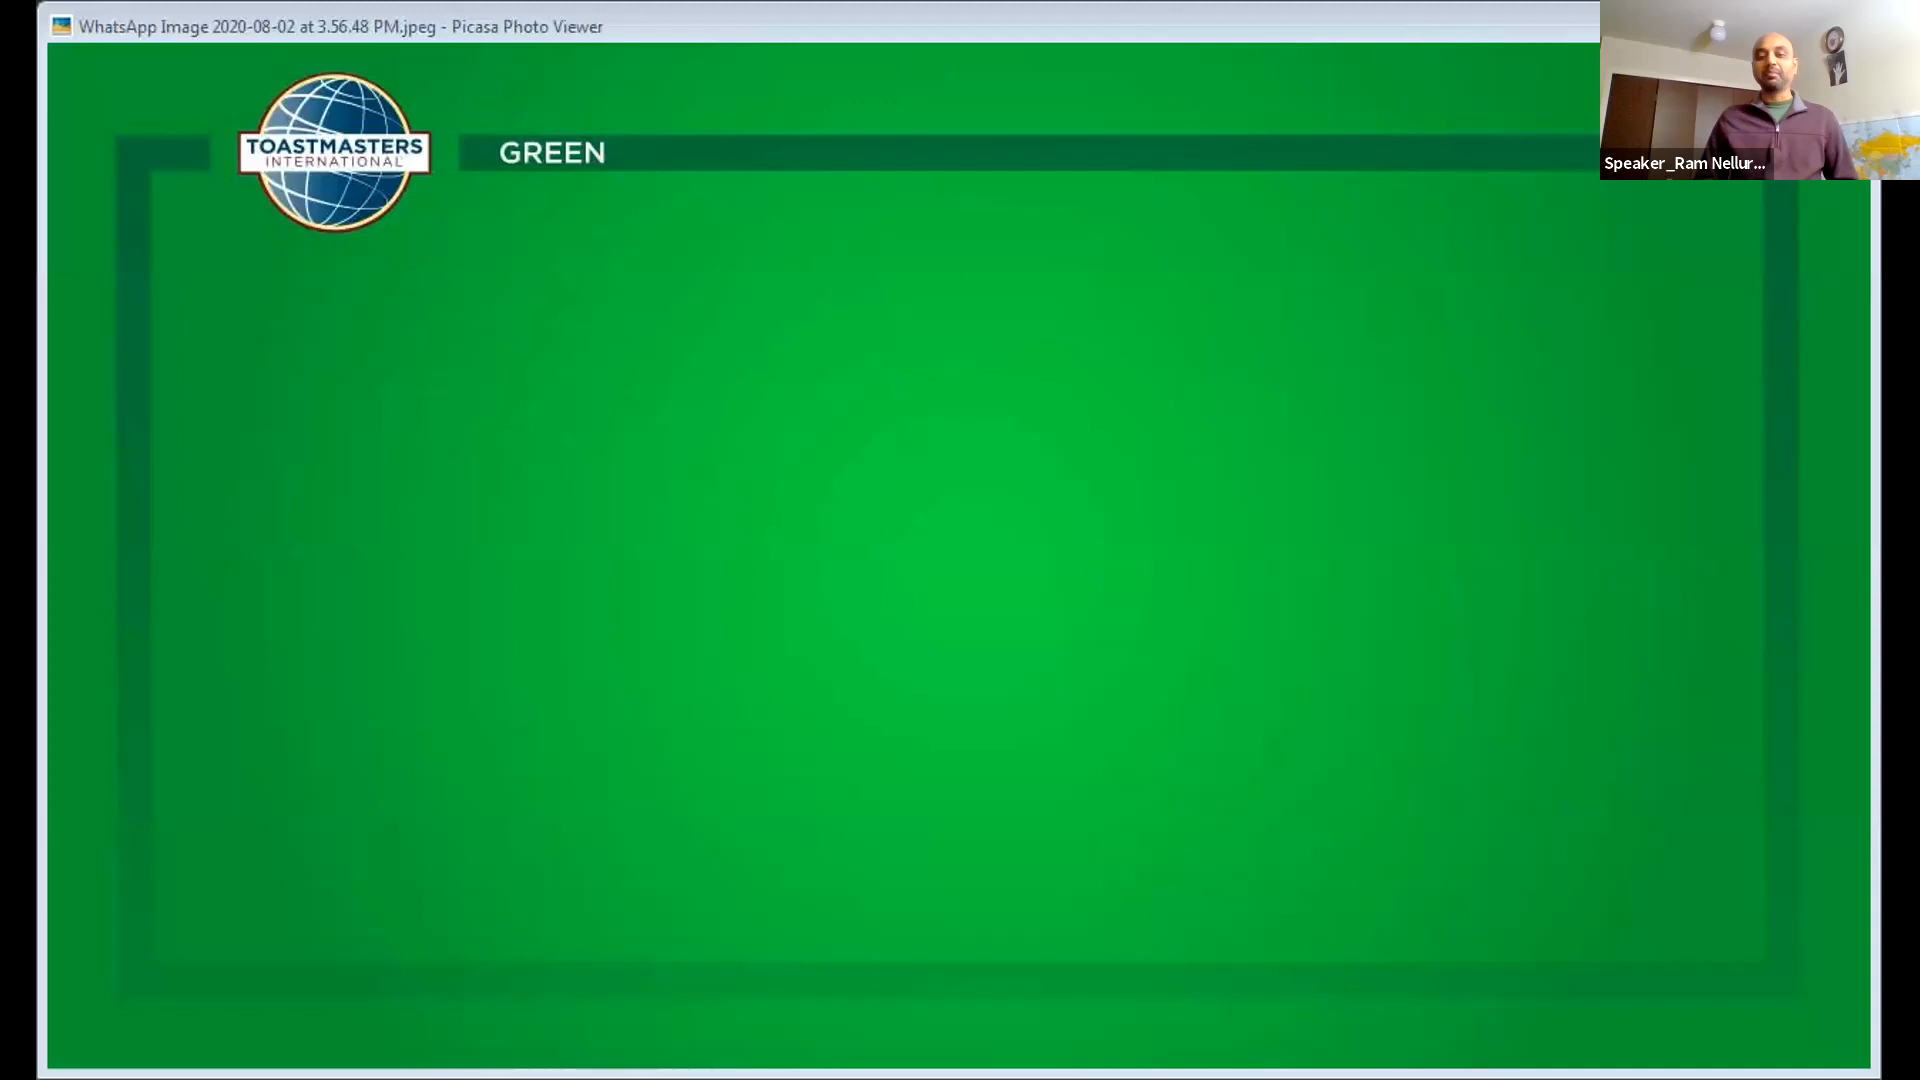 WhatsApp Image 2020-08-02 at 3.56.48 PM.jpeg - Picasa Photo Viewer
TOASTMASTERS
INTERNATIONAL
GREEN
Speaker_Ram Nellur...